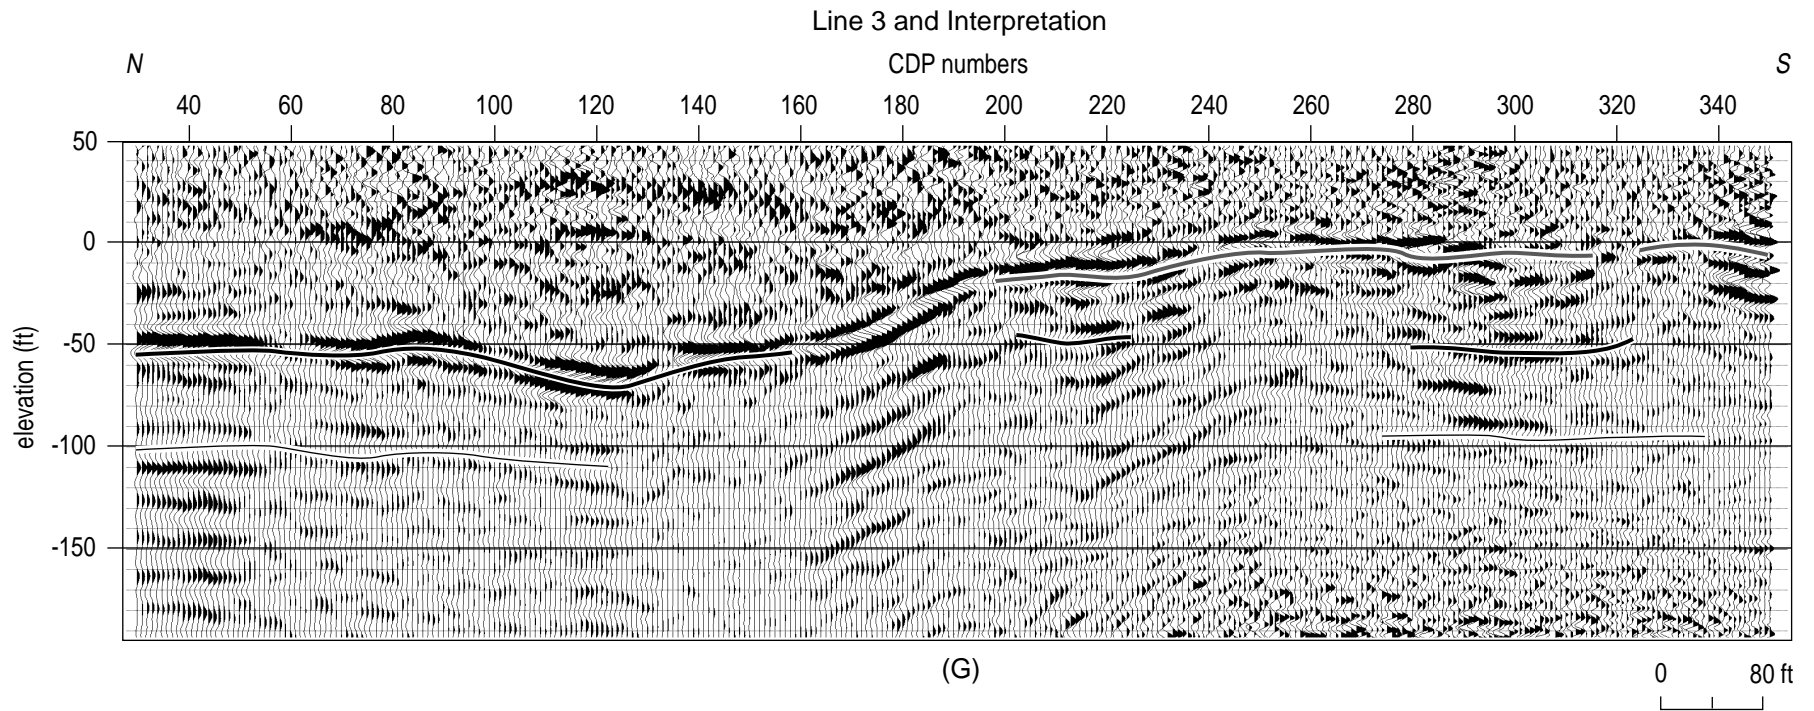 Line 3 and Interpretation
N CDP numbers S
40 60 80 100 120 140 160 180 200 220 240 260 280 300 320 340
50
0
-50
-100
-150
elevation (ft)
(G)
0 80 ft